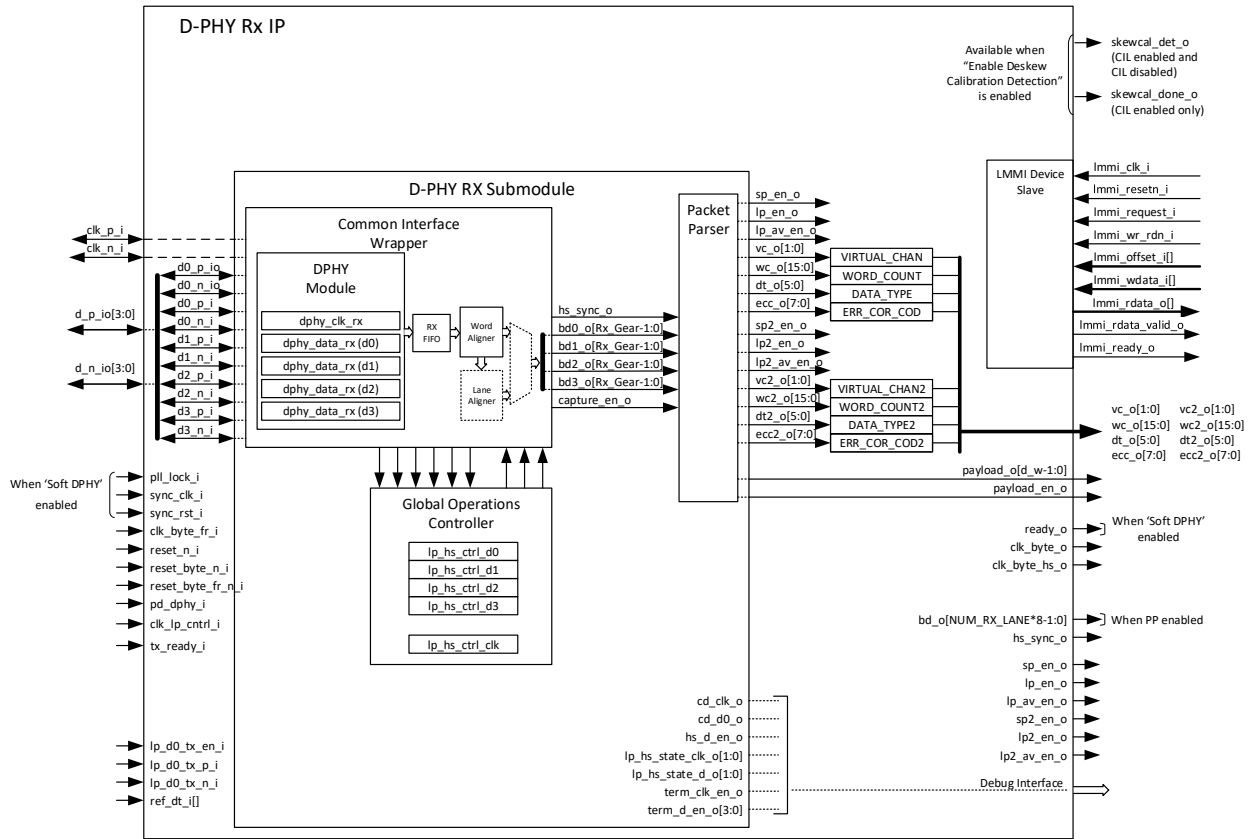 D-PHY Rx IP
Available when
"Enable Deskew
Calibration Detection"
is enabled
skewcal_det_o
(CIL enabled and
CIL disabled)
skewcal_done_o
(CIL enabled only)
D-PHY RX Submodule
Common Interface
Wrapper
DPHY
Module
dphy_clk_rx
dphy_data_rx (d0)
dphy_data_rx (d1)
dphy_data_rx (d2)
dphy_data_rx (d3)
RX
FIFO
Word
Aligner
Lane
Aligner
clk_p_i
clk_n_i
d_p_io[3:0]
d_n_io[3:0]
d0_p_io
d0_n_io
d0_p_i
d0_n_i
d1_p_i
d1_n_i
d2_p_i
d2_n_i
d3_p_i
d3_n_i
hs_sync_o
bd0_o[Rx_Gear-1:0]
bd1_o[Rx_Gear-1:0]
bd2_o[Rx_Gear-1:0]
bd3_o[Rx_Gear-1:0]
capture_en_o
Packet
Parser
sp_en_o
lp_en_o
lp_av_en_o
vc_o[1:0]
wc_o[15:0]
dt_o[5:0]
ecc_o[7:0]
sp2_en_o
lp2_en_o
lp2_av_en_o
vc2_o[1:0]
wc2_o[15:0]
dt2_o[5:0]
ecc2_o[7:0]
VIRTUAL_CHAN
WORD_COUNT
DATA_TYPE
ERR_COR_COD
VIRTUAL_CHAN2
WORD_COUNT2
DATA_TYPE2
ERR_COR_COD2
LMMI Device
Slave
lmmi_clk_i
lmmi_resetn_i
lmmi_request_i
lmmi_wr_rdn_i
lmmi_offset_i[]
lmmi_wdata_i[]
lmmi_rdata_o[]
lmmi_rdata_valid_o
lmmi_ready_o
vc_o[1:0] vc2_o[1:0]
wc_o[15:0] wc2_o[15:0]
dt_o[5:0] dt2_o[5:0]
ecc_o[7:0] ecc2_o[7:0]
payload_o[d_w-1:0]
payload_en_o
When 'Soft DPHY'
enabled
pll_lock_i
sync_clk_i
sync_rst_i
clk_byte_fr_i
reset_n_i
reset_byte_n_i
reset_byte_fr_n_i
pd_dphy_i
clk_lp_cntrl_i
tx_ready_i
Global Operations
Controller
lp_hs_ctrl_d0
lp_hs_ctrl_d1
lp_hs_ctrl_d2
lp_hs_ctrl_d3
lp_hs_ctrl_clk
ready_o
When 'Soft DPHY'
enabled
clk_byte_o
clk_byte_hs_o
bd_o[NUM_RX_LANE*8-1:0]
When PP enabled
hs_sync_o
sp_en_o
lp_en_o
lp_av_en_o
sp2_en_o
lp2_en_o
lp2_av_en_o
lp_d0_tx_en_i
lp_d0_tx_p_i
lp_d0_tx_n_i
ref_dt_i[]
cd_clk_o
cd_d0_o
hs_d_en_o
lp_hs_state_clk_o[1:0]
lp_hs_state_d_o[1:0]
term_clk_en_o
term_d_en_o[3:0]
Debug Interface